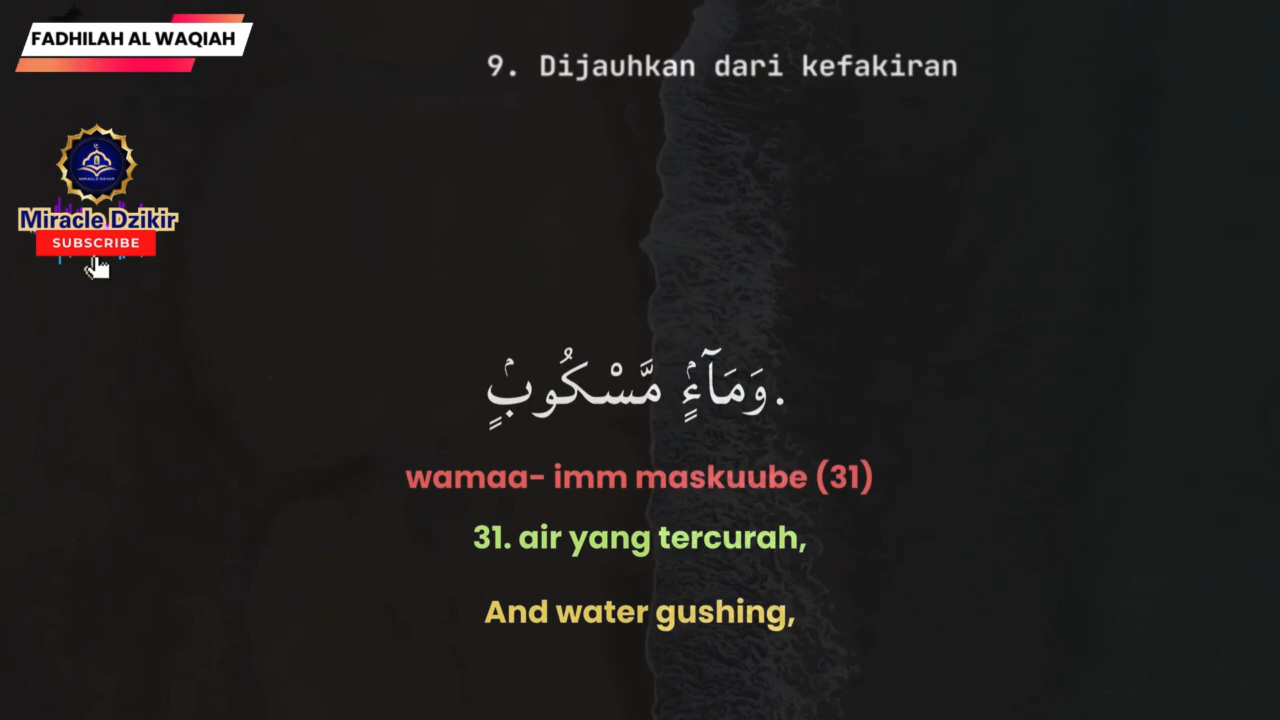 FADHILAH AL WAQIAH
9. Dijauhkan dari kefakiran
Miracle Dzikir
SUBSCRIBE
وَمَآءٍۢ مَّسْكُوبٍۢ.
wamaa- imm maskuube (31)
31. air yang tercurah,
And water gushing,